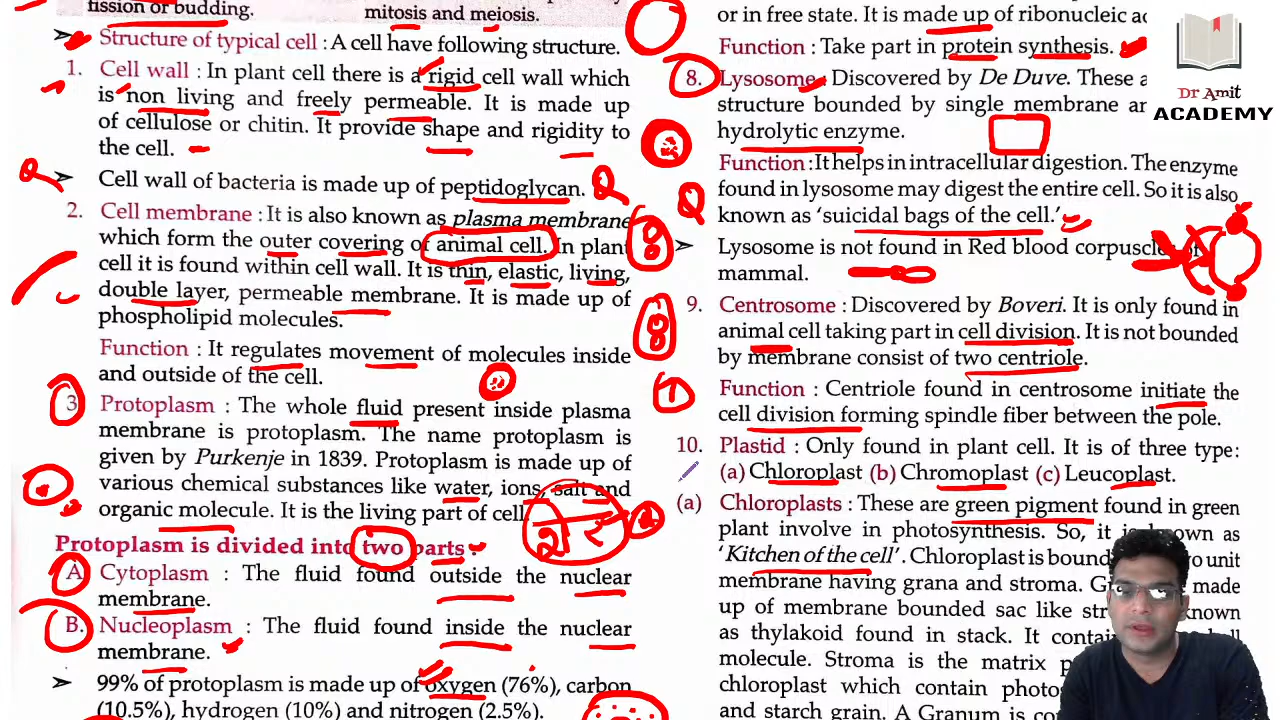 fission or budding.
mitosis and meiosis.
➤ Structure of typical cell : A cell have following structure.
1. Cell wall : In plant cell there is a rigid cell wall which
is non living and freely permeable. It is made up
of cellulose or chitin. It provide shape and rigidity to
the cell.
➤ Cell wall of bacteria is made up of peptidoglycan.
2. Cell membrane : It is also known as plasma membrane
which form the outer covering of animal cell. In plant
cell it is found within cell wall. It is thin, elastic, living,
double layer, permeable membrane. It is made up of
phospholipid molecules.
Function : It regulates movement of molecules inside
and outside of the cell.
3 Protoplasm : The whole fluid present inside plasma
membrane is protoplasm. The name protoplasm is
given by Purkenje in 1839. Protoplasm is made up of
various chemical substances like water, ions, salt and
organic molecule. It is the living part of cell.
Protoplasm is divided into two parts :
A. Cytoplasm : The fluid found outside the nuclear
membrane.
B. Nucleoplasm : The fluid found inside the nuclear
membrane.
➤ 99% of protoplasm is made up of oxygen (76%), carbon
(10.5%), hydrogen (10%) and nitrogen (2.5%).
or in free state. It is made up of ribonucleic
Function : Take part in protein synthesis.
8. Lysosome : Discovered by De Duve. These
structure bounded by single membrane
hydrolytic enzyme.
Function : It helps in intracellular digestion. The enzyme
found in lysosome may digest the entire cell. So it is also
known as 'suicidal bags of the cell.'
➤ Lysosome is not found in Red blood corpuscles of
mammal.
9. Centrosome : Discovered by Boveri. It is only found in
animal cell taking part in cell division. It is not bounded
by membrane consist of two centriole.
Function : Centriole found in centrosome initiate the
cell division forming spindle fiber between the pole.
10. Plastid : Only found in plant cell. It is of three type:
(a) Chloroplast (b) Chromoplast (c) Leucoplast.
(a) Chloroplasts : These are green pigment found in green
plant involve in photosynthesis. So, it is known as
'Kitchen of the cell'. Chloroplast is unit
membrane having grana and stroma. made
up of membrane bounded sac like known
as thylakoid found in stack. It
molecule. Stroma is the matrix
chloroplast which contain
and starch grain. A Granum is
Dr Amit
ACADEMY